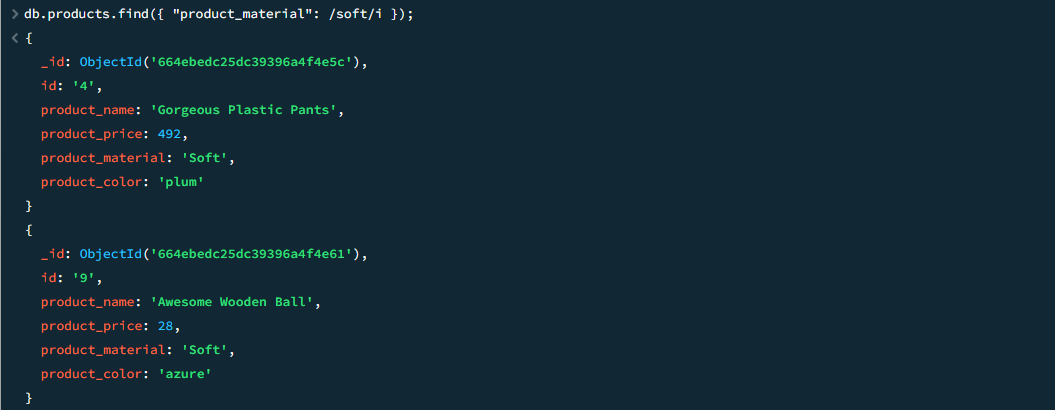 > db.products.find({ "product_material": /soft/i });
< {
_id: ObjectId('664ebedc25dc39396a4f4e5c'),
id: '4',
product_name: 'Gorgeous Plastic Pants',
product_price: 492,
product_material: 'Soft',
product_color: 'plum'
}
{
_id: ObjectId('664ebedc25dc39396a4f4e61'),
id: '9',
product_name: 'Awesome Wooden Ball',
product_price: 28,
product_material: 'Soft',
product_color: 'azure'
}